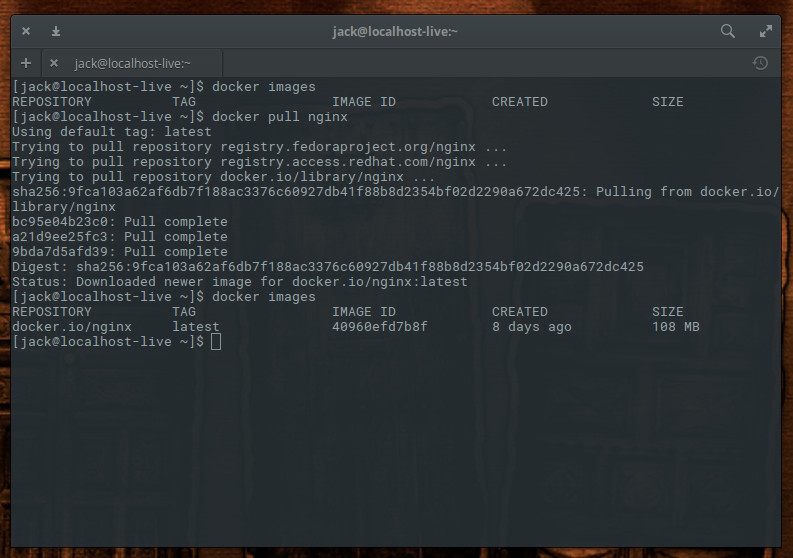 jack@localhost-live:~
jack@localhost-live:~
[jack@localhost-live ~]$ docker images
REPOSITORY          TAG                 IMAGE ID            CREATED             SIZE
[jack@localhost-live ~]$ docker pull nginx
Using default tag: latest
Trying to pull repository registry.fedoraproject.org/nginx ...
Trying to pull repository registry.access.redhat.com/nginx ...
Trying to pull repository docker.io/library/nginx ...
sha256:9fca103a62af6db7f188ac3376c60927db41f88b8d2354bf02d2290a672dc425: Pulling from docker.io/
library/nginx
bc95e04b23c0: Pull complete
a21d9ee25fc3: Pull complete
9bda7d5afd39: Pull complete
Digest: sha256:9fca103a62af6db7f188ac3376c60927db41f88b8d2354bf02d2290a672dc425
Status: Downloaded newer image for docker.io/nginx:latest
[jack@localhost-live ~]$ docker images
REPOSITORY          TAG                 IMAGE ID            CREATED             SIZE
docker.io/nginx     latest              40960efd7b8f        8 days ago          108 MB
[jack@localhost-live ~]$